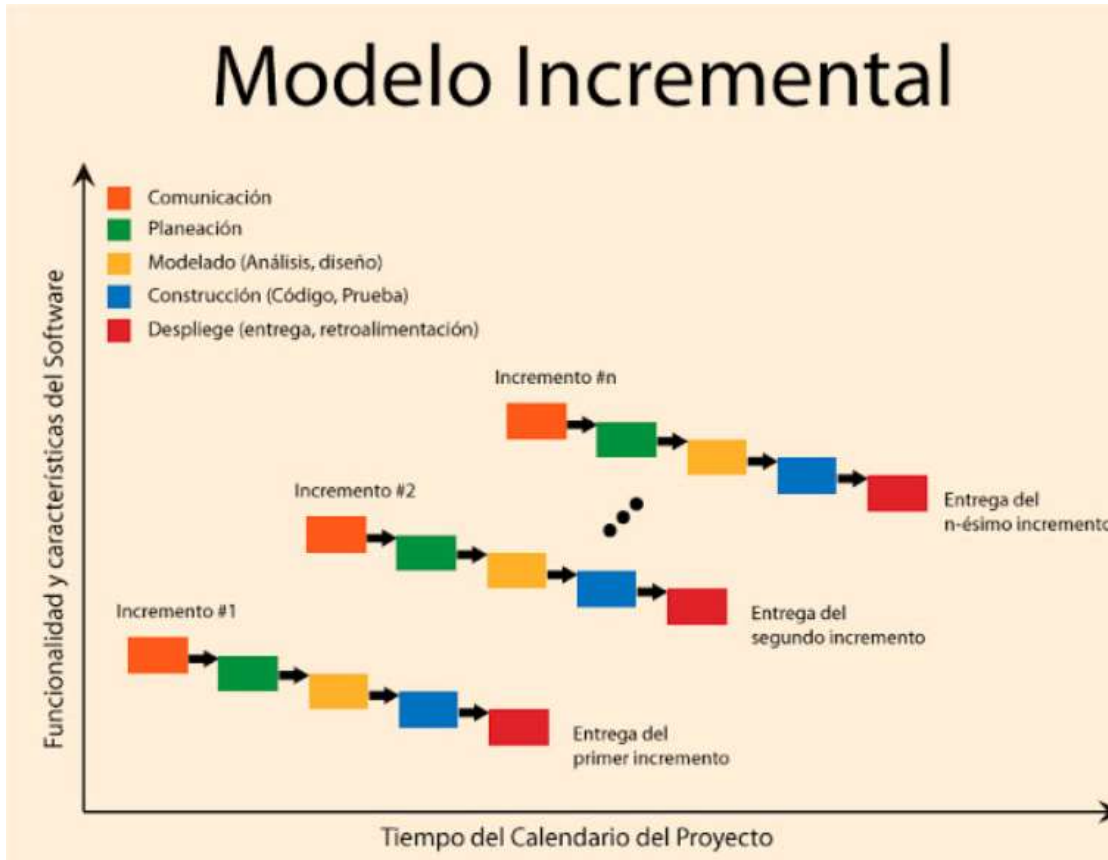 Modelo Incremental
Comunicación
Planeación
Modelado (Análisis, diseño)
Construcción (Código, Prueba)
Despliege (entrega, retroalimentación)
Funcionalidad y características del Software
Incremento #n
Entrega del
n-ésimo incremento
Incremento #2
Entrega del
segundo incremento
Incremento #1
Entrega del
primer incremento
Tiempo del Calendario del Proyecto